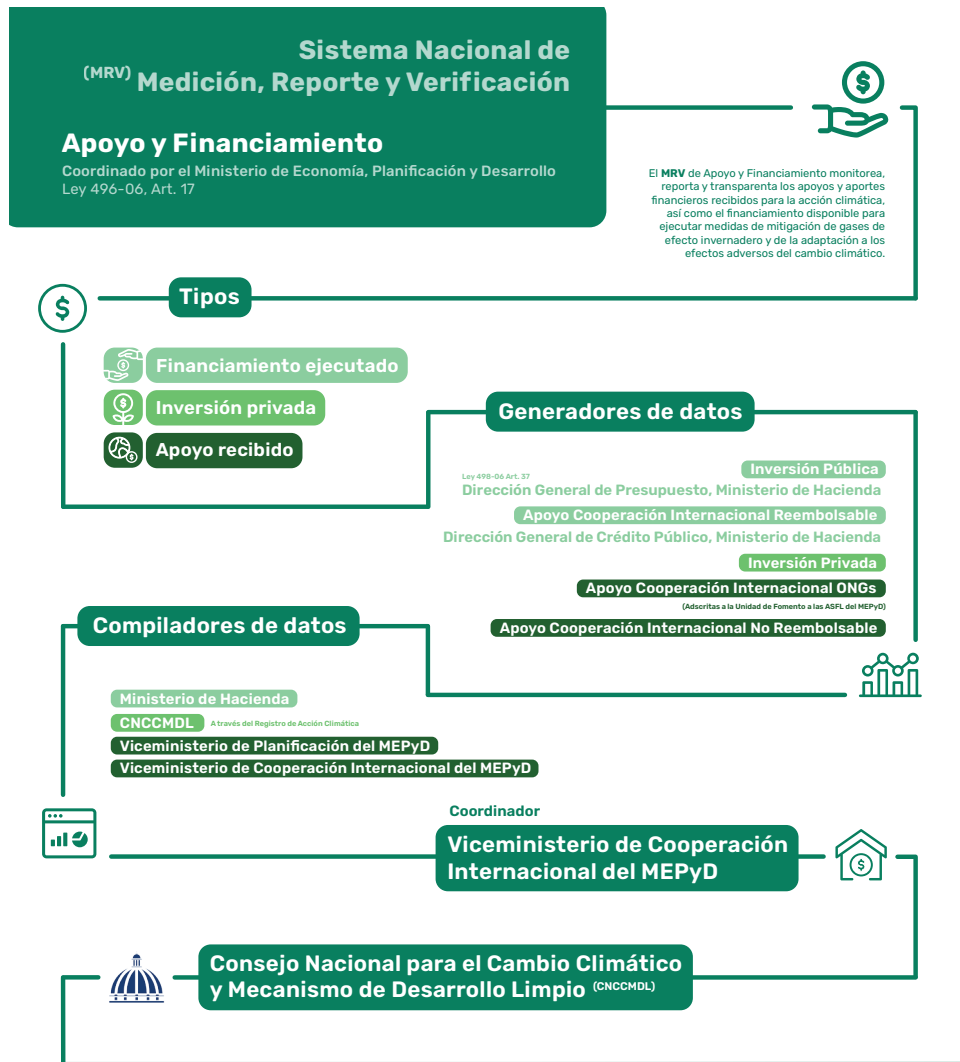 Sistema Nacional de
(MRV) Medición, Reporte y Verificación
Apoyo y Financiamiento
Coordinado por el Ministerio de Economía, Planificación y Desarrollo
Ley 496-06, Art. 17
El MRV de Apoyo y Financiamiento monitorea,
reporta y transparenta los apoyos y aportes
financieros recibidos para la acción climática,
así como el financiamiento disponible para
ejecutar medidas de mitigación de gases de
efecto invernadero y de la adaptación a los
efectos adversos del cambio climático.
Tipos
Financiamiento ejecutado
Inversión privada
Apoyo recibido
Generadores de datos
Inversión Pública
Ley 498-06 Art. 37
Dirección General de Presupuesto, Ministerio de Hacienda
Apoyo Cooperación Internacional Reembolsable
Dirección General de Crédito Público, Ministerio de Hacienda
Inversión Privada
Apoyo Cooperación Internacional ONGs
(Adscritas a la Unidad de Fomento a las ASFL del MEPyD)
Apoyo Cooperación Internacional No Reembolsable
Compiladores de datos
Ministerio de Hacienda
CNCCMDL A través del Registro de Acción Climática
Viceministerio de Planificación del MEPyD
Viceministerio de Cooperación Internacional del MEPyD
Coordinador
Viceministerio de Cooperación
Internacional del MEPyD
Consejo Nacional para el Cambio Climático
y Mecanismo de Desarrollo Limpio (CNCCMDL)